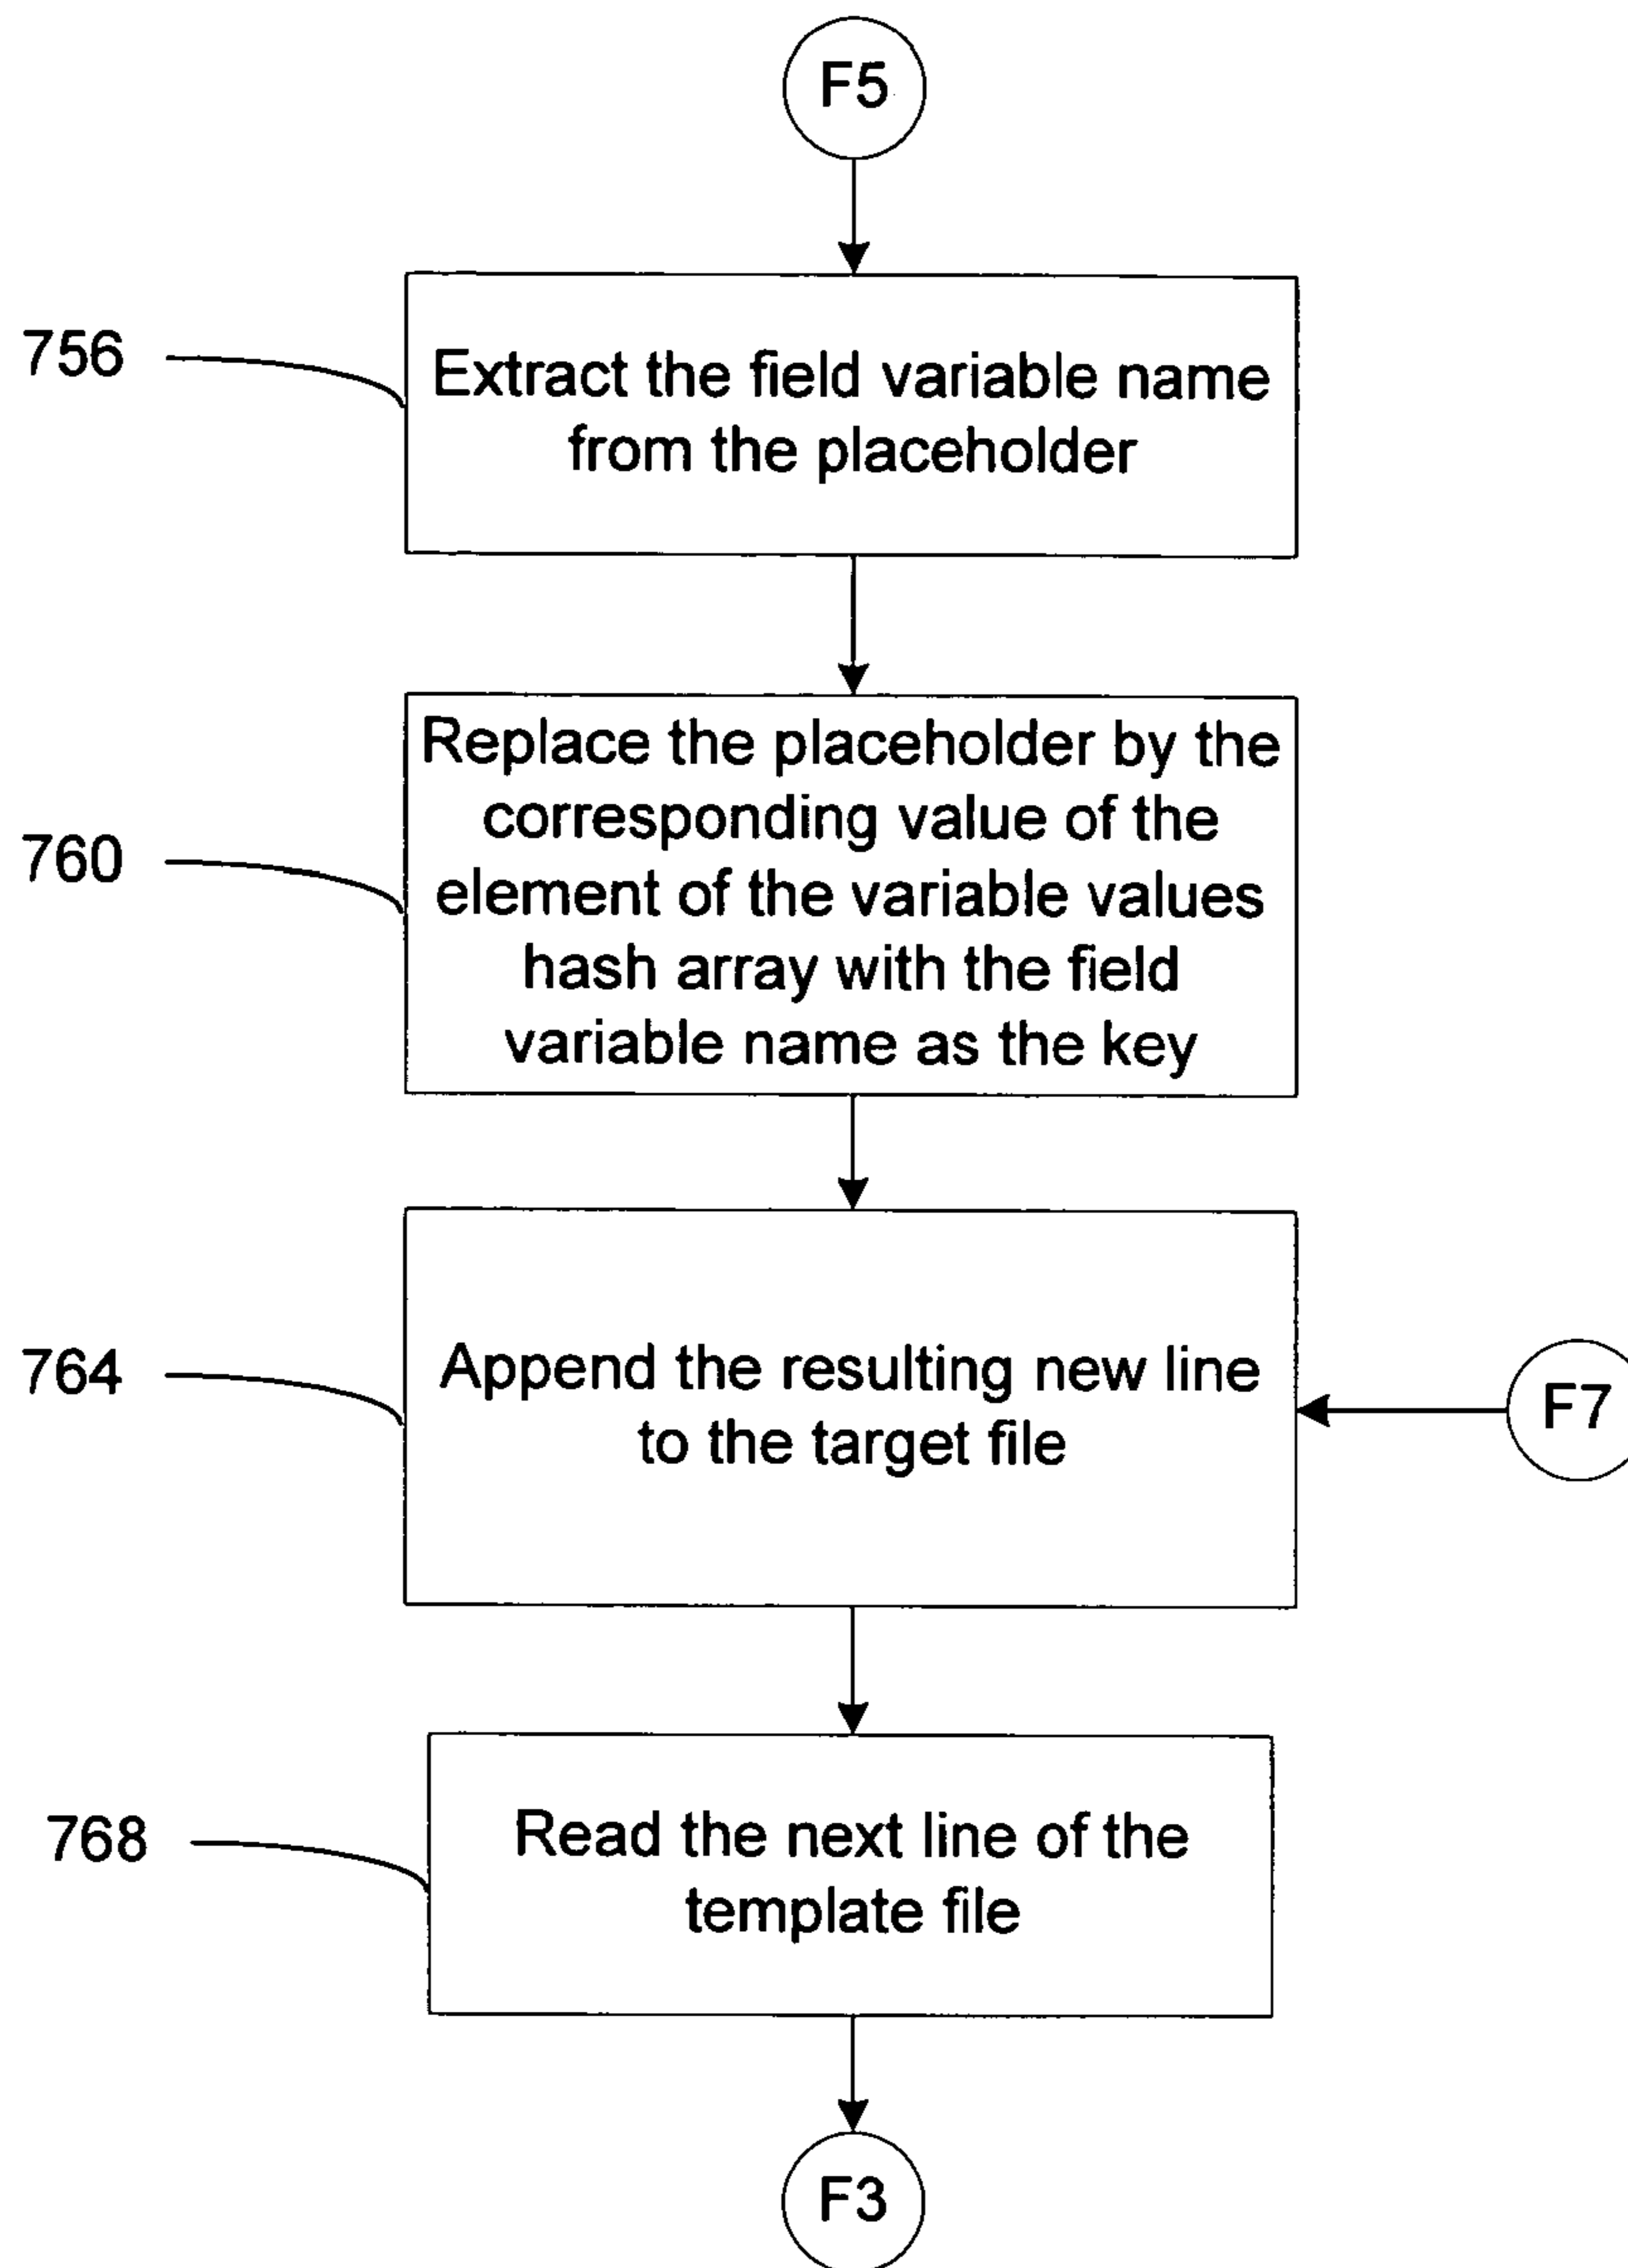 F5
756
Extract the field variable name
from the placeholder
760
Replace the placeholder by the
corresponding value of the
element of the variable values
hash array with the field
variable name as the key
764
Append the resulting new line
to the target file
F7
768
Read the next line of the
template file
F3